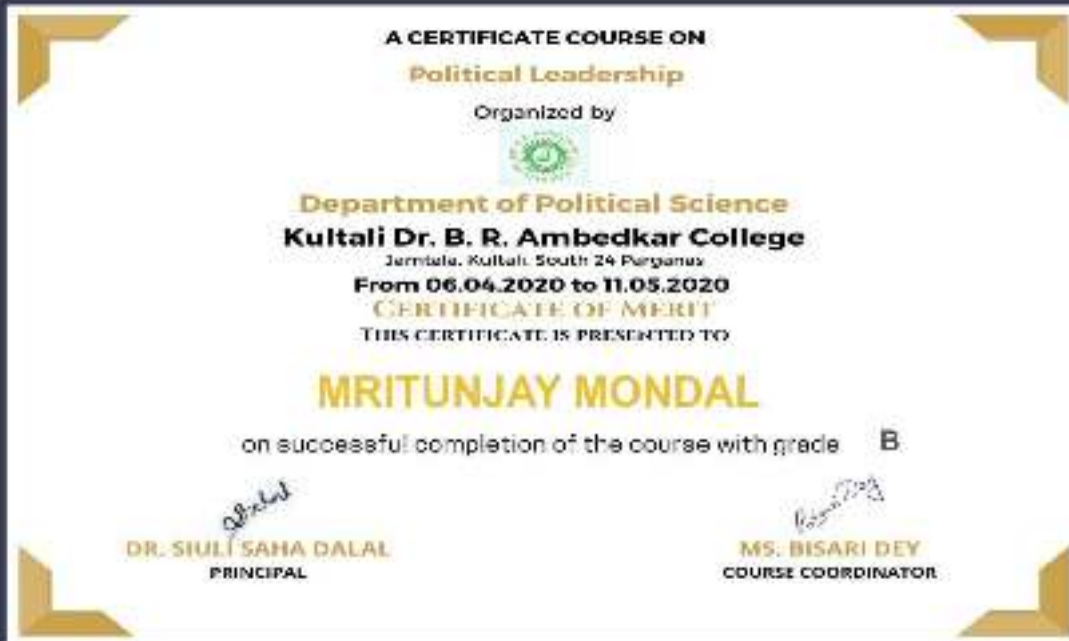 A CERTIFICATE COURSE ON
Political Leadership
Organized by
Department of Political Science
Kultali Dr. B. R. Ambedkar College
Jamtala, Kultali, South 24 Parganas
From 06.04.2020 to 11.05.2020
CERTIFICATE OF MERIT
THIS CERTIFICATE IS PRESENTED TO
MRITUNJAY MONDAL
on successful completion of the course with grade B
DR. SIULI SAHA DALAL
PRINCIPAL
MS. BISARI DEY
COURSE COORDINATOR